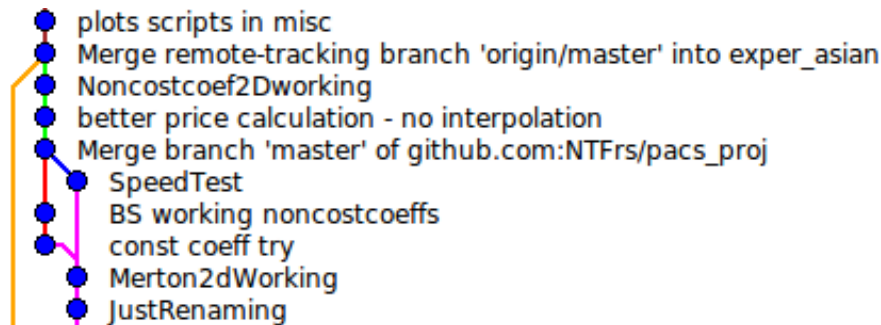 plots scripts in misc
Merge remote-tracking branch 'origin/master' into exper_asian
Noncostcoef2Dworking
better price calculation - no interpolation
Merge branch 'master' of github.com:NTFrs/pacs_proj
SpeedTest
BS working noncostcoeffs
const coeff try
Merton2dWorking
JustRenaming